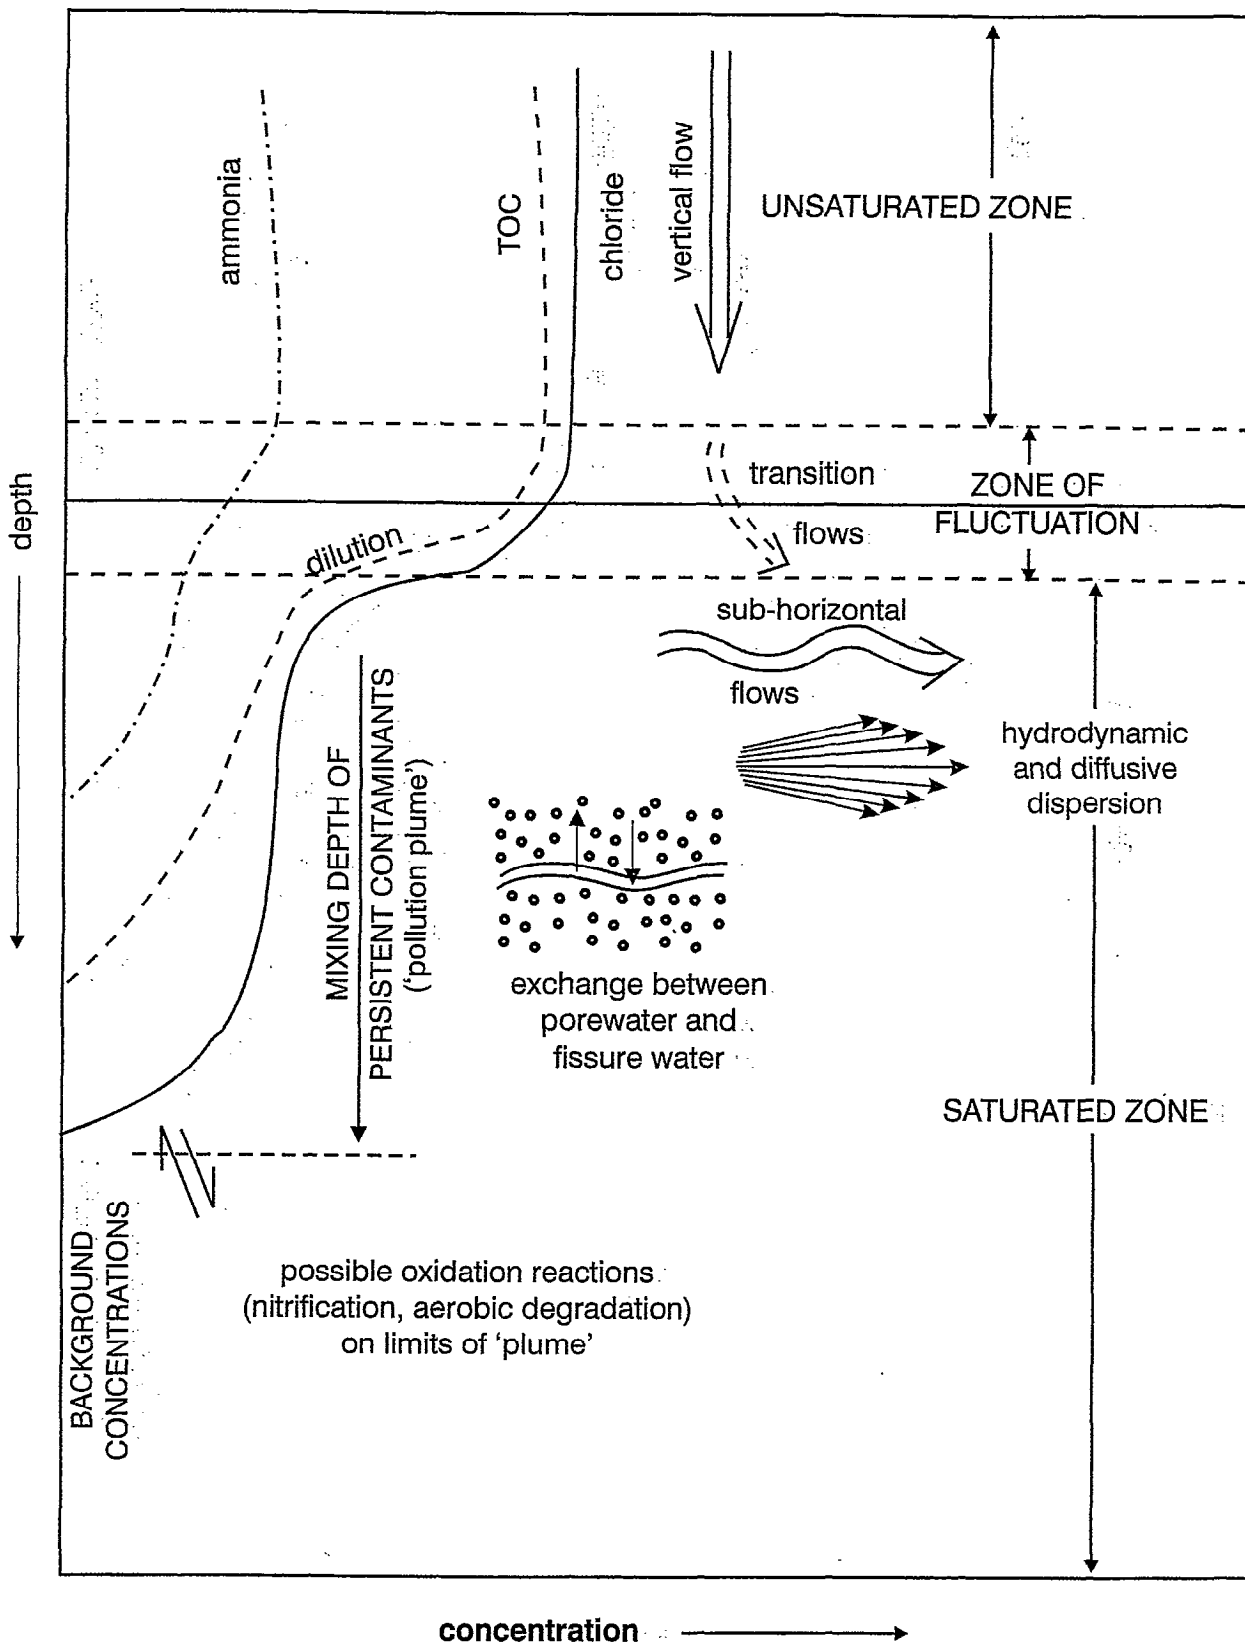 ammonia
TOC
chloride
vertical flow
UNSATURATED ZONE
depth
transition
flows
ZONE OF
FLUCTUATION
dilution
sub-horizontal
flows
MIXING DEPTH OF
PERSISTENT CONTAMINANTS
('pollution plume')
hydrodynamic
and diffusive
dispersion
exchange between
porewater and
fissure water
SATURATED ZONE
BACKGROUND
CONCENTRATIONS
possible oxidation reactions
(nitrification, aerobic degradation)
on limits of 'plume'
concentration